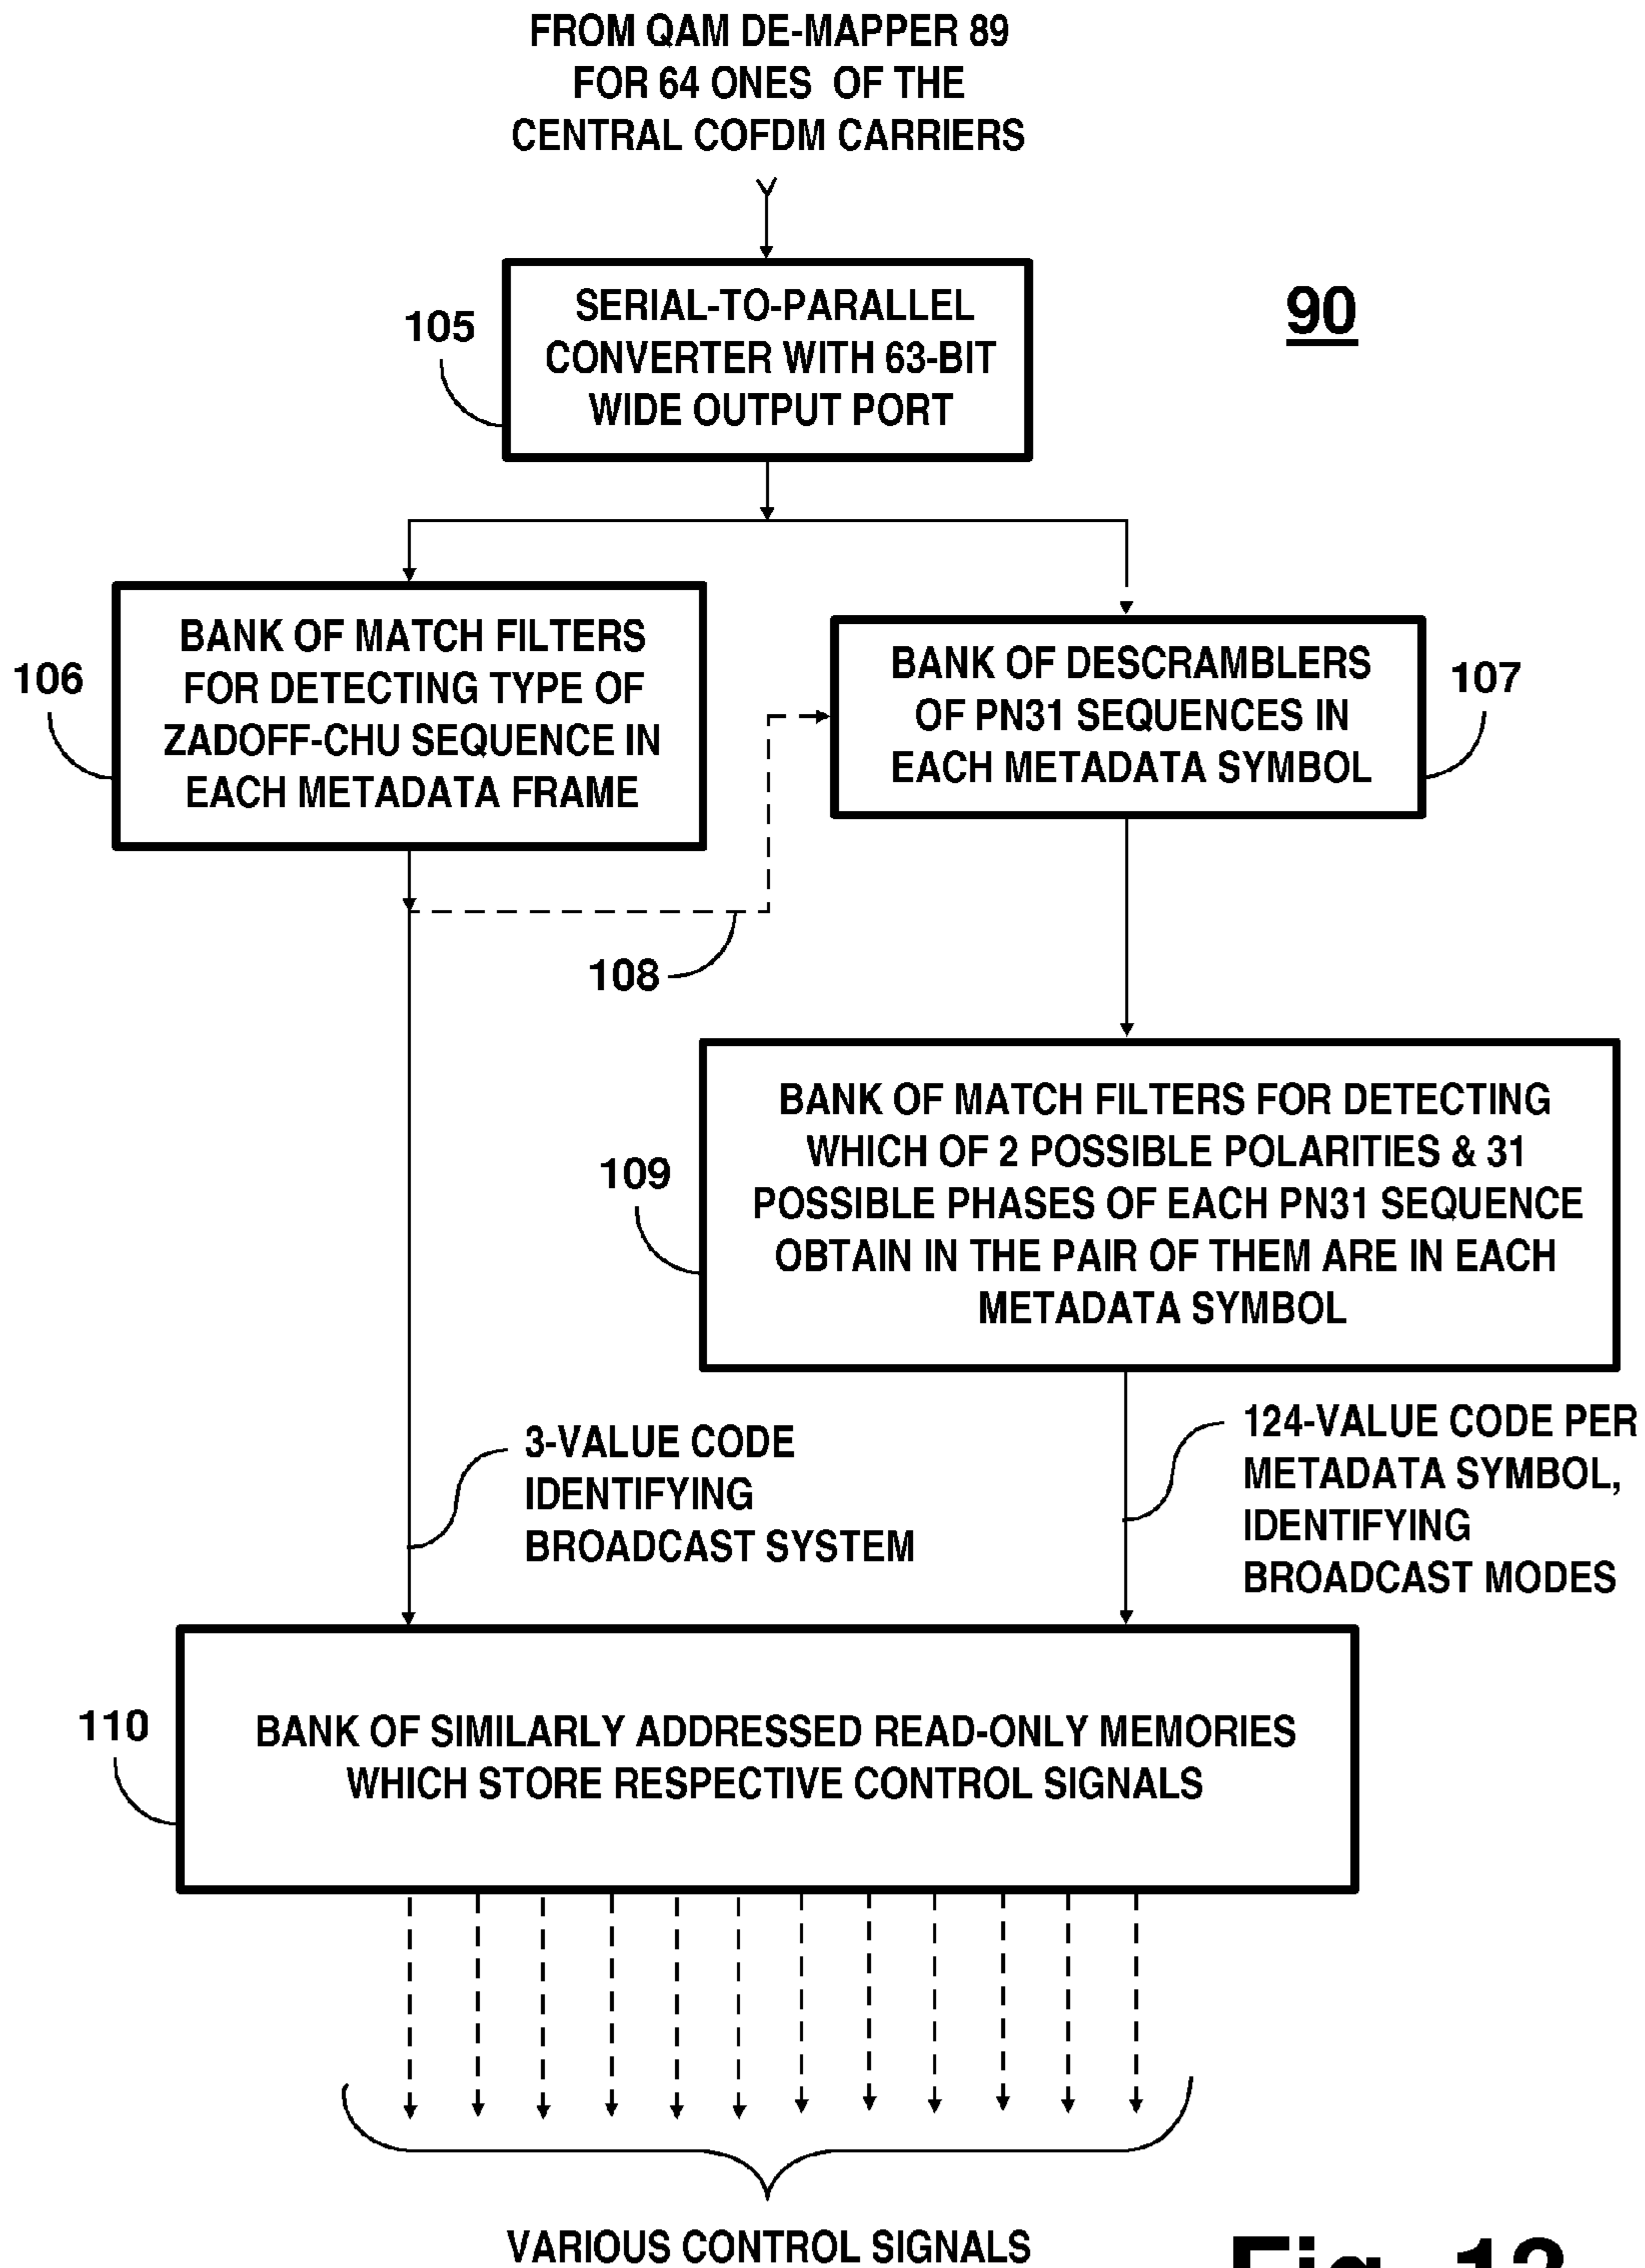 FROM QAM DE-MAPPER 89
FOR 64 ONES OF THE
CENTRAL COFDM CARRIERS
90
105
SERIAL-TO-PARALLEL
CONVERTER WITH 63-BIT
WIDE OUTPUT PORT
106
BANK OF MATCH FILTERS
FOR DETECTING TYPE OF
ZADOFF-CHU SEQUENCE IN
EACH METADATA FRAME
BANK OF DESCRAMBLERS
OF PN31 SEQUENCES IN
EACH METADATA SYMBOL
107
108
109
BANK OF MATCH FILTERS FOR DETECTING
WHICH OF 2 POSSIBLE POLARITIES & 31
POSSIBLE PHASES OF EACH PN31 SEQUENCE
OBTAIN IN THE PAIR OF THEM ARE IN EACH
METADATA SYMBOL
3-VALUE CODE
IDENTIFYING
BROADCAST SYSTEM
124-VALUE CODE PER
METADATA SYMBOL,
IDENTIFYING
BROADCAST MODES
110
BANK OF SIMILARLY ADDRESSED READ-ONLY MEMORIES
WHICH STORE RESPECTIVE CONTROL SIGNALS
VARIOUS CONTROL SIGNALS